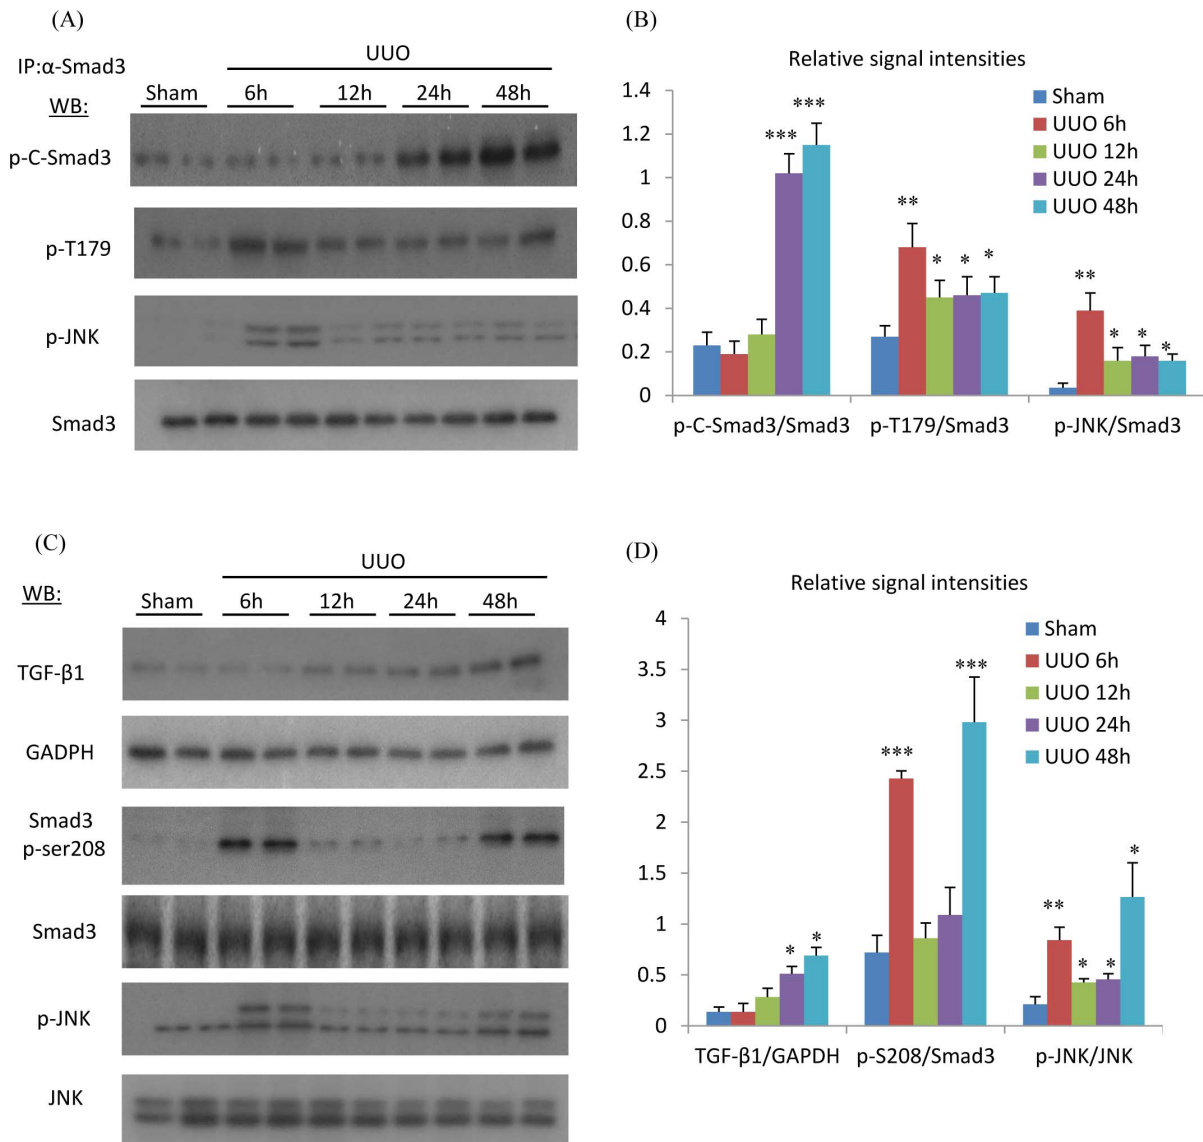 (A)
IP:α-Smad3
UUO
WB:
Sham 6h 12h 24h 48h
p-C-Smad3
p-T179
p-JNK
Smad3
(B)
Relative signal intensities
1.4
1.2
1
0.8
0.6
0.4
0.2
0
Sham
UUO 6h
UUO 12h
UUO 24h
UUO 48h
*** ***
** * * *
** * * *
p-C-Smad3/Smad3 p-T179/Smad3 p-JNK/Smad3
(C)
UUO
WB:
Sham 6h 12h 24h 48h
TGF-β1
GADPH
Smad3
p-ser208
Smad3
p-JNK
JNK
(D)
Relative signal intensities
4
3.5
3
2.5
2
1.5
1
0.5
0
Sham
UUO 6h
UUO 12h
UUO 24h
UUO 48h
* *
*** ***
** * * *
TGF-β1/GAPDH p-S208/Smad3 p-JNK/JNK